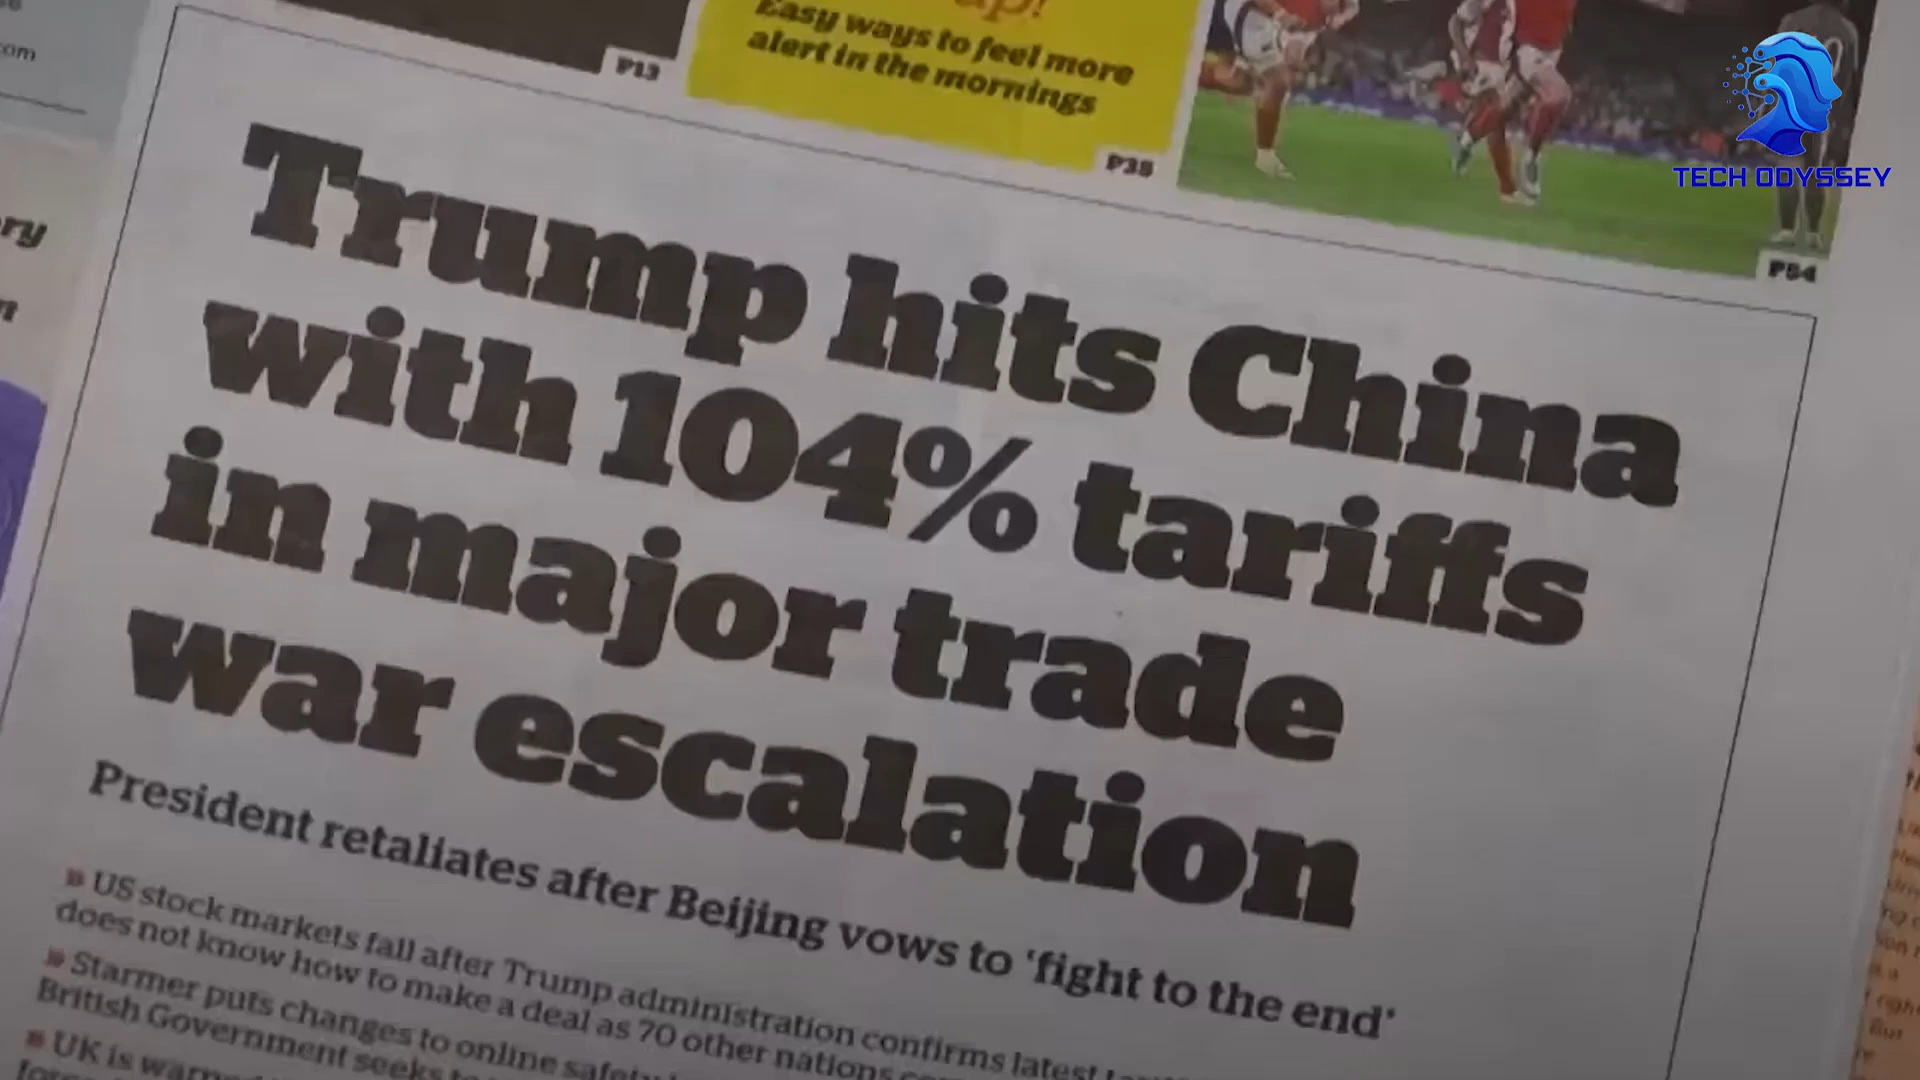 com
up!
Easy ways to feel more
alert in the mornings
P13
P38
P54
TECH ODYSSEY
Trump hits China
with 104% tariffs
in major trade
war escalation
President retaliates after Beijing vows to ‘fight to the end’
» US stock markets fall after Trump administration confirms latest
does not know how to make a deal as 70 other nations
» Starmer puts changes to online
British Government seeks
» UK is